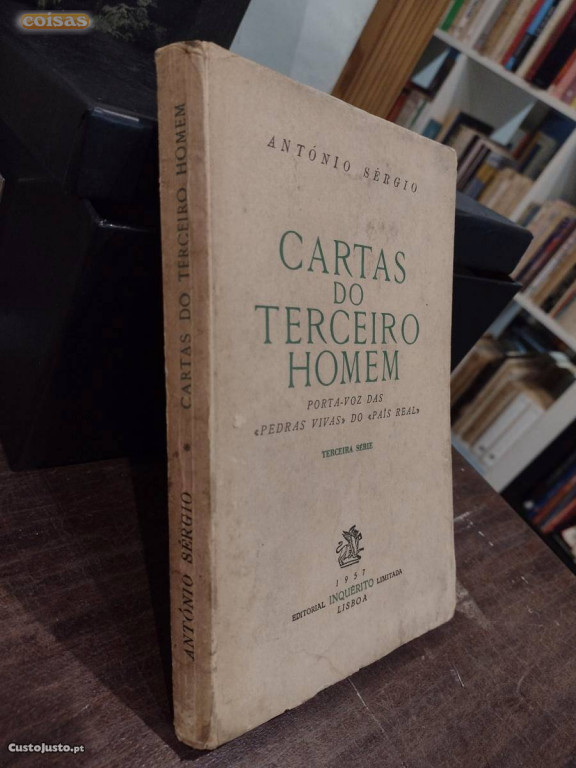 coisas
ANTÓNIO SÉRGIO
CARTAS
DO
TERCEIRO
HOMEM
PORTA-VOZ DAS
«PEDRAS VIVAS» DO «PAÍS REAL»
TERCEIRA SÉRIE
1957
EDITORIAL INQUÉRITO LIMITADA
LISBOA
ANTÓNIO SÉRGIO • CARTAS DO TERCEIRO HOMEM
CustoJusto.pt